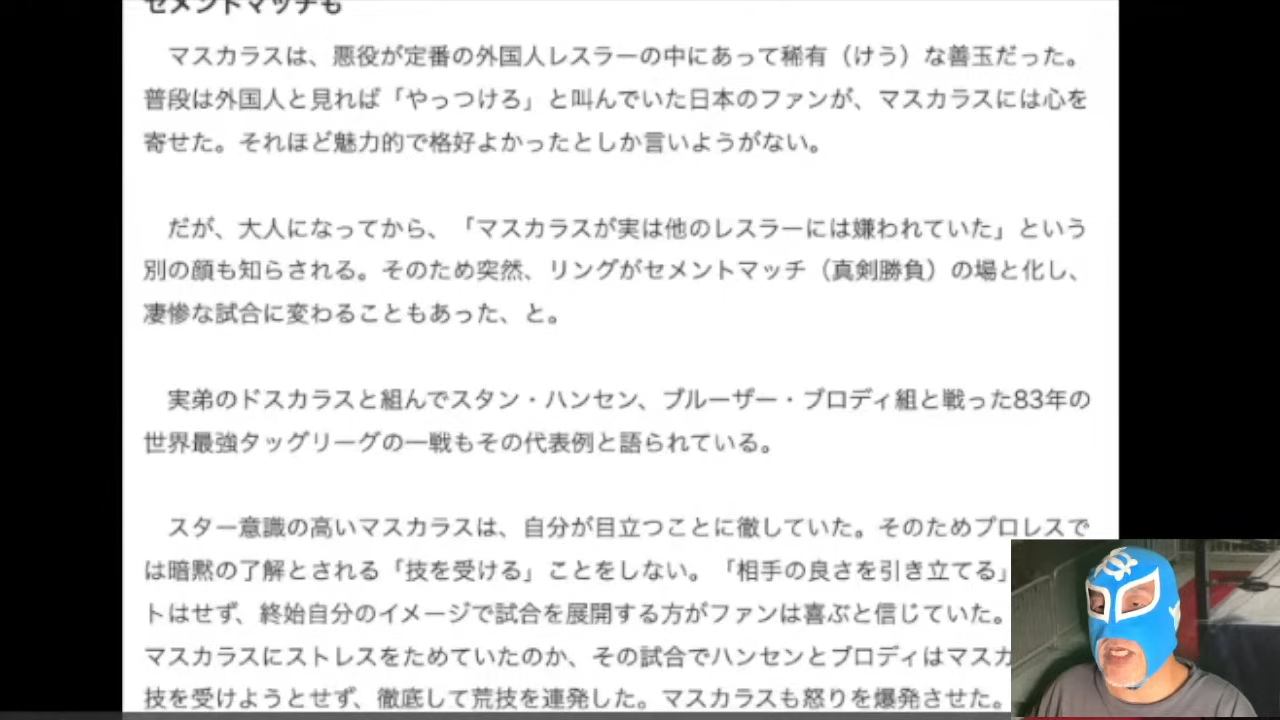 セメントマッチも
マスカラスは、悪役が定番の外国人レスラーの中にあって稀有（けう）な善玉だった。
普段は外国人と見れば「やっつけろ」と叫んでいた日本のファンが、マスカラスには心を
寄せた。それほど魅力的で格好よかったとしか言いようがない。
だが、大人になってから、「マスカラスが実は他のレスラーには嫌われていた」という
別の顔も知らされる。そのため突然、リングがセメントマッチ（真剣勝負）の場と化し、
凄惨な試合に変わることもあった、と。
実弟のドスカラスと組んでスタン・ハンセン、ブルーザー・ブロディ組と戦った83年の
世界最強タッグリーグの一戦もその代表例と語られている。
スター意識の高いマスカラスは、自分が目立つことに徹していた。そのためプロレスで
は暗黙の了解とされる「技を受ける」ことをしない。「相手の良さを引き立てる」
トはせず、終始自分のイメージで試合を展開する方がファンは喜ぶと信じていた。
マスカラスにストレスをためていたのか、その試合でハンセンとブロディはマスカ
技を受けようとせず、徹底して荒技を連発した。マスカラスも怒りを爆発させた。